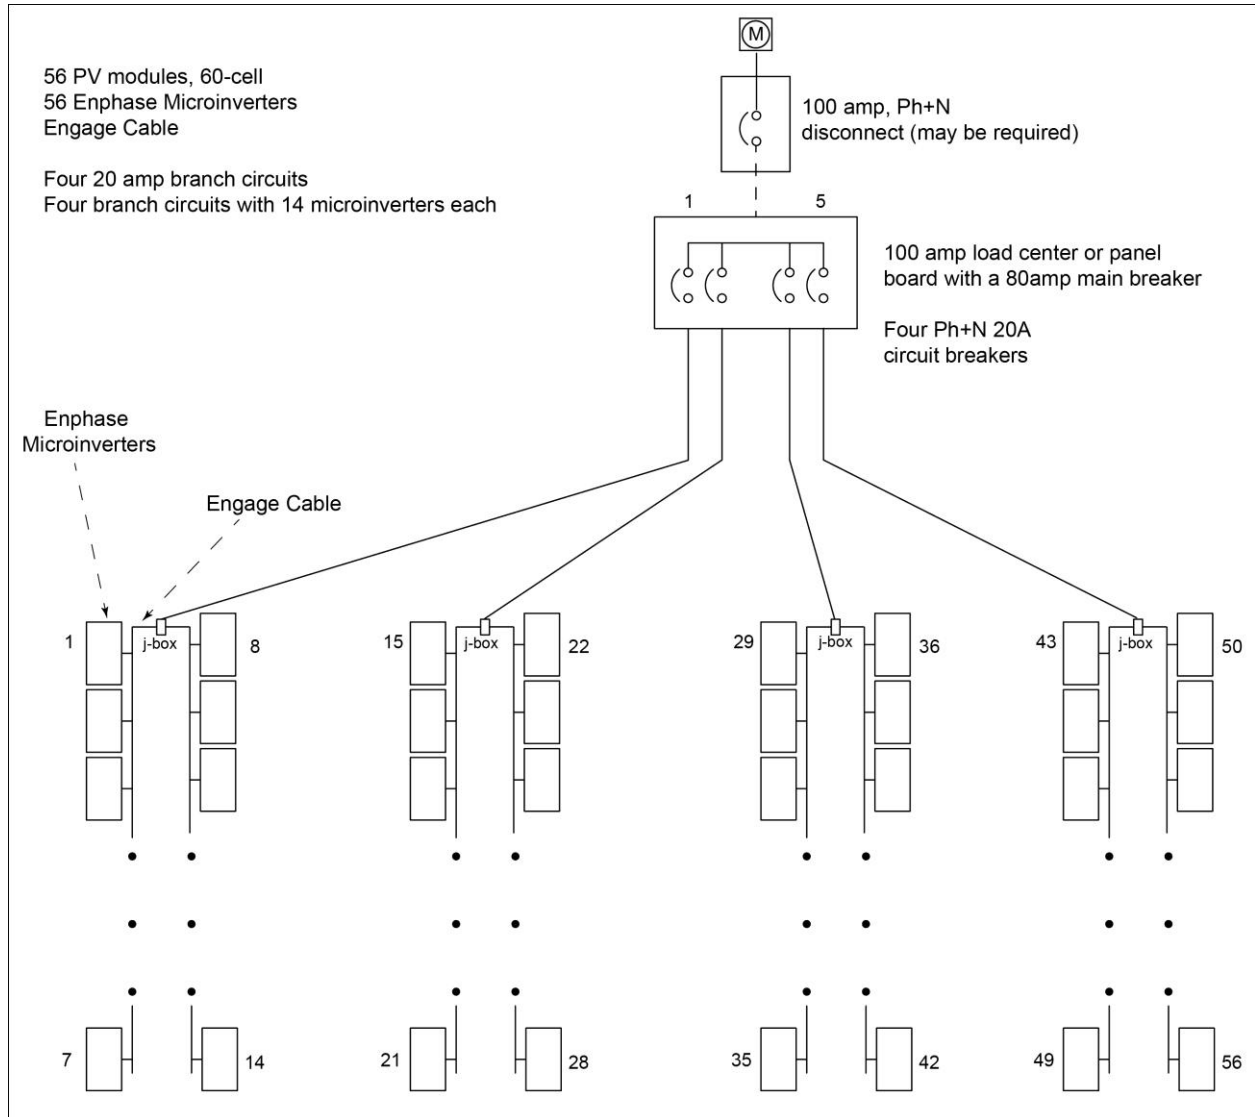 M
56 PV modules, 60-cell
56 Enphase Microinverters
Engage Cable
100 amp, Ph+N
disconnect (may be required)
Four 20 amp branch circuits
Four branch circuits with 14 microinverters each
1
5
100 amp load center or panel
board with a 80amp main breaker
Four Ph+N 20A
circuit breakers
Enphase
Microinverters
Engage Cable
1
j-box
8
15
j-box
22
29
j-box
36
43
j-box
50
7
14
21
28
35
42
49
56